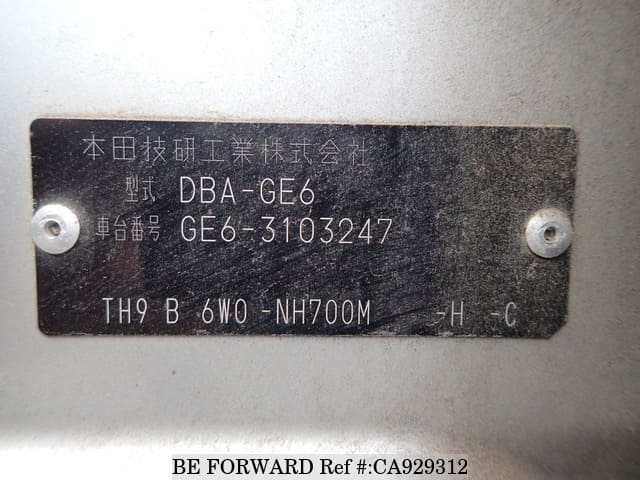 本田技研工業株式会社
型式 DBA-GE6
車台番号 GE6-3103247
TH9 B 6W0 -NH700M -H -C
BE FORWARD Ref #:CA929312